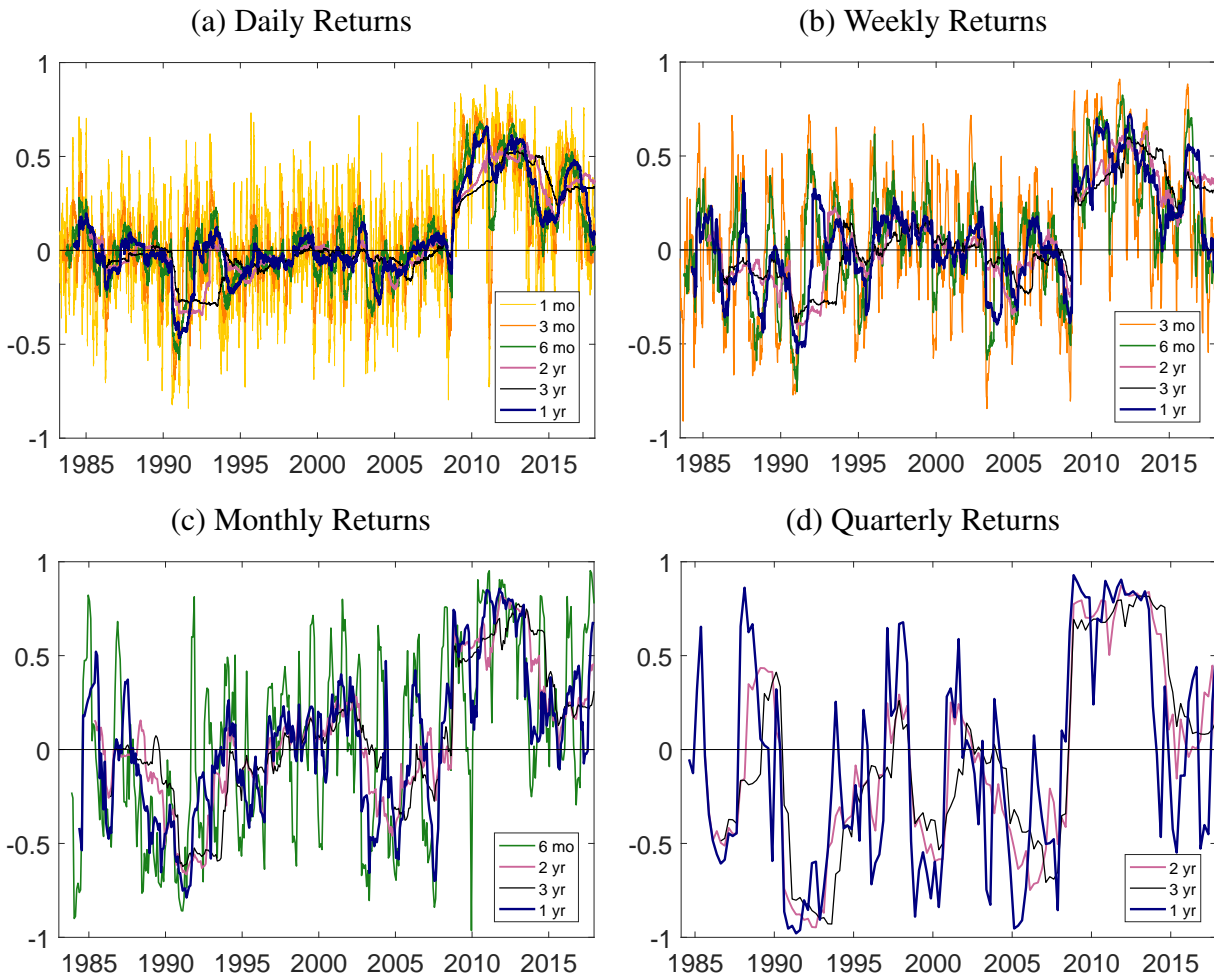 (a) Daily Returns
1
0.5
0
-0.5
-1
1985 1990 1995 2000 2005 2010 2015
1 mo
3 mo
6 mo
2 yr
3 yr
1 yr
(b) Weekly Returns
1
0.5
0
-0.5
-1
1985 1990 1995 2000 2005 2010 2015
3 mo
6 mo
2 yr
3 yr
1 yr
(c) Monthly Returns
1
0.5
0
-0.5
-1
1985 1990 1995 2000 2005 2010 2015
6 mo
2 yr
3 yr
1 yr
(d) Quarterly Returns
1
0.5
0
-0.5
-1
1985 1990 1995 2000 2005 2010 2015
2 yr
3 yr
1 yr